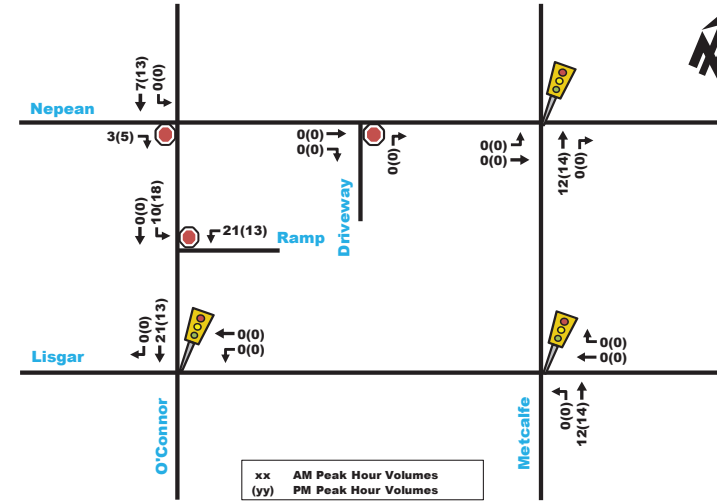 7(13)
0(0)
Nepean
3(5)
0(0)
0(0)
0(0)
Driveway
0(0)
0(0)
12(14)
0(0)
0(0)
10(18)
21(13)
Ramp
0(0)
21(13)
0(0)
0(0)
Lisgar
O'Connor
0(0)
0(0)
0(0)
12(14)
Metcalfe
xx AM Peak Hour Volumes
(yy) PM Peak Hour Volumes